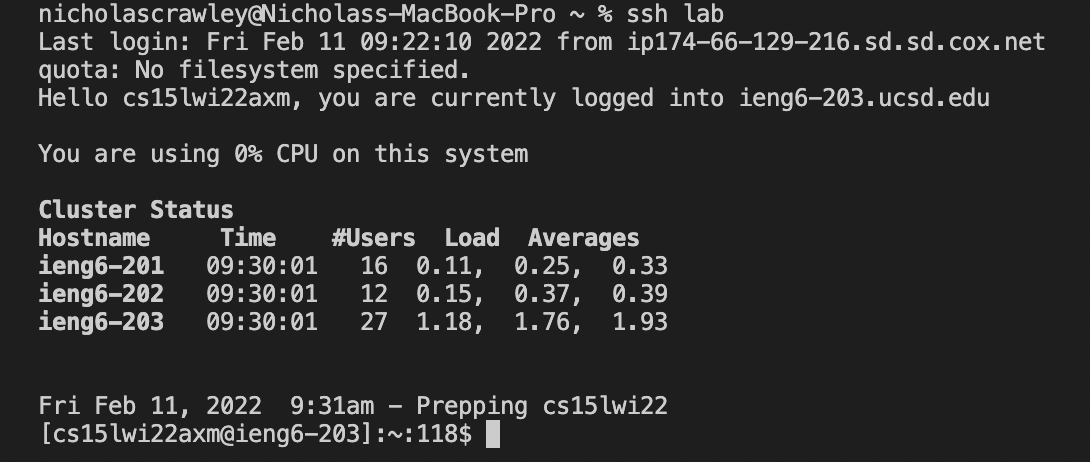 nicholascrawley@Nicholass-MacBook-Pro ~ % ssh lab
Last login: Fri Feb 11 09:22:10 2022 from ip174-66-129-216.sd.sd.cox.net
quota: No filesystem specified.
Hello cs15lwi22axm, you are currently logged into ieng6-203.ucsd.edu
You are using 0% CPU on this system
Cluster Status
Hostname     Time    #Users  Load  Averages
ieng6-201   09:30:01   16  0.11,  0.25,  0.33
ieng6-202   09:30:01   12  0.15,  0.37,  0.39
ieng6-203   09:30:01   27  1.18,  1.76,  1.93
Fri Feb 11, 2022  9:31am - Prepping cs15lwi22
[cs15lwi22axm@ieng6-203]:~:118$